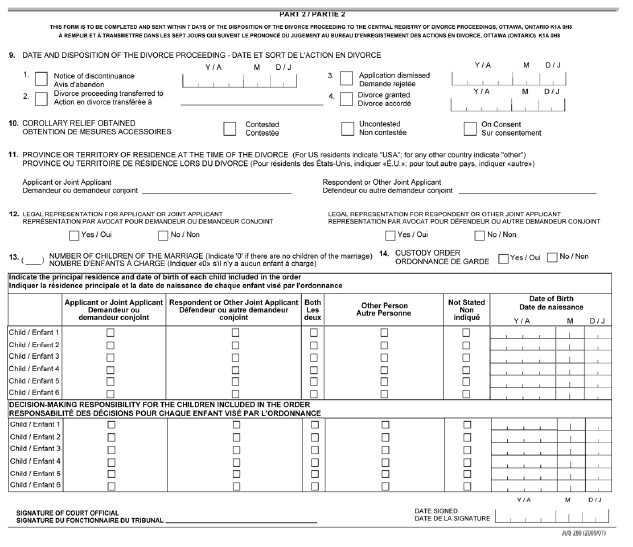 PART 2 / PARTIE 2
THIS FORM IS TO BE COMPLETED AND SENT WITHIN 7 DAYS OF THE DISPOSITION OF THE DIVORCE PROCEEDING TO THE CENTRAL REGISTRY OF DIVORCE PROCEEDINGS, OTTAWA, ONTARIO K1A 0H8
À REMPLIR ET À TRANSMETTRE DANS LES SEPT JOURS QUI SUIVENT LE PRONONCÉ DU JUGEMENT AU BUREAU D'ENREGISTREMENT DES ACTIONS EN DIVORCE, OTTAWA (ONTARIO) K1A 0H8
9. DATE AND DISPOSITION OF THE DIVORCE PROCEEDING - DATE ET SORT DE L'ACTION EN DIVORCE
Y / A M D / J Y / A M D / J
1. Notice of discontinuance 3. Application dismissed
Avis d'abandon Demande rejetée
Y / A M D / J
2. Divorce proceeding transferred to 4. Divorce granted
Action en divorce transférée à Divorce accordé
10. COROLLARY RELIEF OBTAINED Contested Uncontested On Consent
OBTENTION DE MESURES ACCESSOIRES Contestée Non contestée Sur consentement
11. PROVINCE OR TERRITORY OF RESIDENCE AT THE TIME OF THE DIVORCE (For US residents indicate "USA"; for any other country indicate "other")
PROVINCE OU TERRITOIRE DE RÉSIDENCE LORS DU DIVORCE (Pour résidents des États-Unis, indiquer «É.U.»; pour tout autre pays, indiquer «autre»)
Applicant or Joint Applicant Respondent or Other Joint Applicant
Demandeur ou demandeur conjoint Défendeur ou autre demandeur conjoint
12. LEGAL REPRESENTATION FOR APPLICANT OR JOINT APPLICANT LEGAL REPRESENTATION FOR RESPONDENT OR OTHER JOINT APPLICANT
REPRÉSENTATION PAR AVOCAT POUR DEMANDEUR OU DEMANDEUR CONJOINT REPRÉSENTATION PAR AVOCAT POUR DÉFENDEUR OU AUTRE DEMANDEUR CONJOINT
Yes / Oui No / Non Yes / Oui No / Non
13. ( ) NUMBER OF CHILDREN OF THE MARRIAGE (Indicate '0' if there are no children of the marriage) 14. CUSTODY ORDER Yes / Oui No / Non
NOMBRE D'ENFANTS À CHARGE (Indiquer «0» s'il n'y a aucun enfant à charge) ORDONNANCE DE GARDE
Indicate the principal residence and date of birth of each child included in the order
Indiquer la résidence principale et la date de naissance de chaque enfant visé par l'ordonnance
Applicant or Joint Applicant Respondent or Other Joint Applicant Both Other Person Not Stated Date of Birth
Demandeur ou Défendeur ou autre demandeur Les Autre Personne Non Date de naissance
demandeur conjoint conjoint deux indiqué Y / A M D / J
Child / Enfant 1
Child / Enfant 2
Child / Enfant 3
Child / Enfant 4
Child / Enfant 5
Child / Enfant 6
DECISION-MAKING RESPONSIBILITY FOR THE CHILDREN INCLUDED IN THE ORDER
RESPONSABILITÉ DES DÉCISIONS POUR CHAQUE ENFANT VISÉ PAR L'ORDONNANCE
Child / Enfant 1
Child / Enfant 2
Child / Enfant 3
Child / Enfant 4
Child / Enfant 5
Child / Enfant 6
Y / A M D / J
SIGNATURE OF COURT OFFICIAL DATE SIGNED
SIGNATURE DU FONCTIONNAIRE DU TRIBUNAL DATE DE LA SIGNATURE